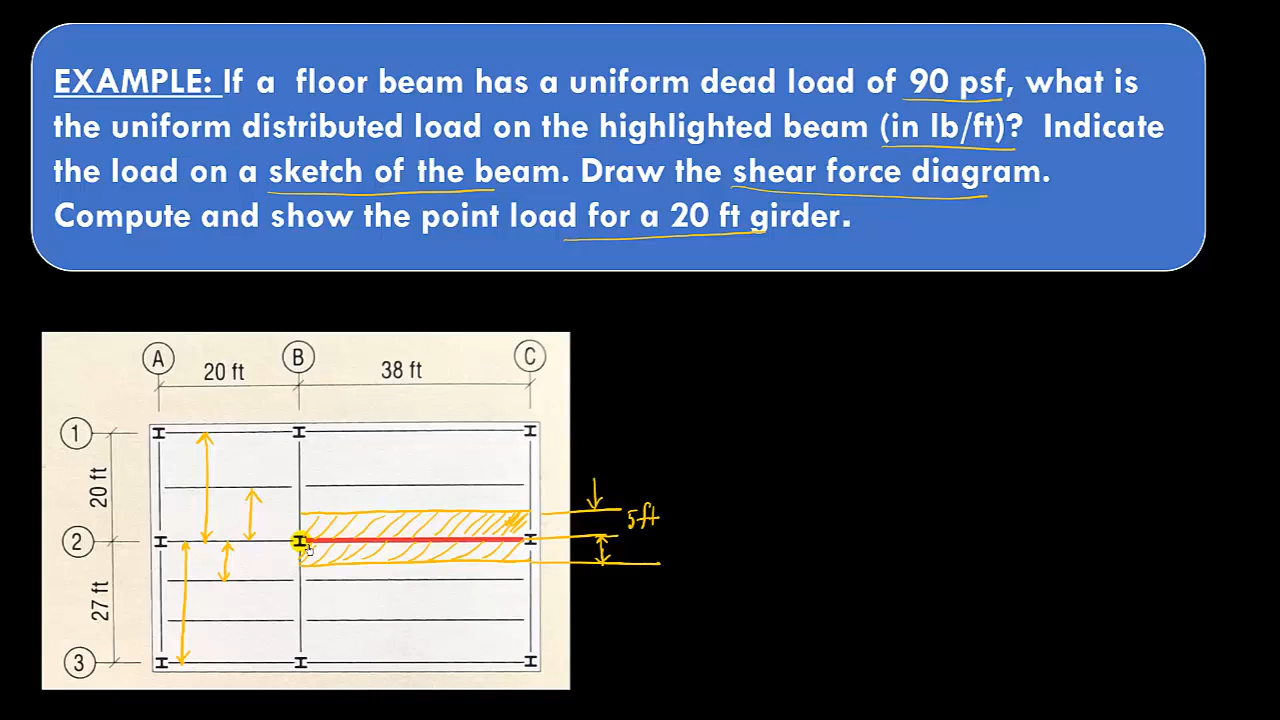 EXAMPLE: If a floor beam has a uniform dead load of 90 psf, what is
the uniform distributed load on the highlighted beam (in lb/ft)? Indicate
the load on a sketch of the beam. Draw the shear force diagram.
Compute and show the point load for a 20 ft girder.
A B C
20 ft 38 ft
1
20 ft
5ft
2
27 ft
3